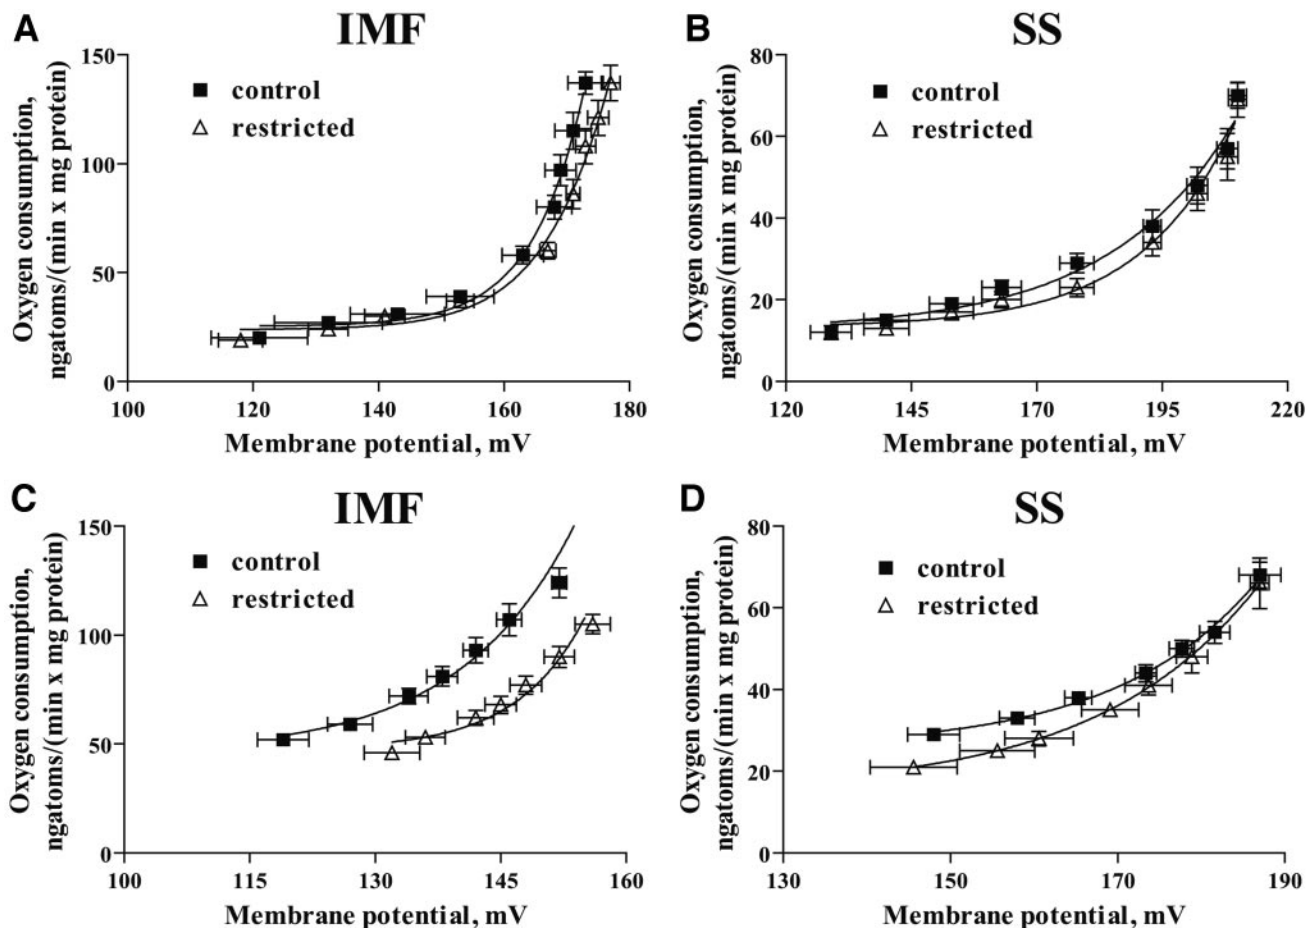 A
IMF
Oxygen consumption,
ngatoms/(min x mg protein)
150
100
50
0
control
restricted
100
120
140
160
180
Membrane potential, mV
B
SS
Oxygen consumption,
ngatoms/(min x mg protein)
80
60
40
20
0
control
restricted
120
145
170
195
220
Membrane potential, mV
C
IMF
Oxygen consumption,
ngatoms/(min x mg protein)
150
100
50
0
control
restricted
100
115
130
145
160
Membrane potential, mV
D
SS
Oxygen consumption,
ngatoms/(min x mg protein)
80
60
40
20
0
control
restricted
130
150
170
190
Membrane potential, mV